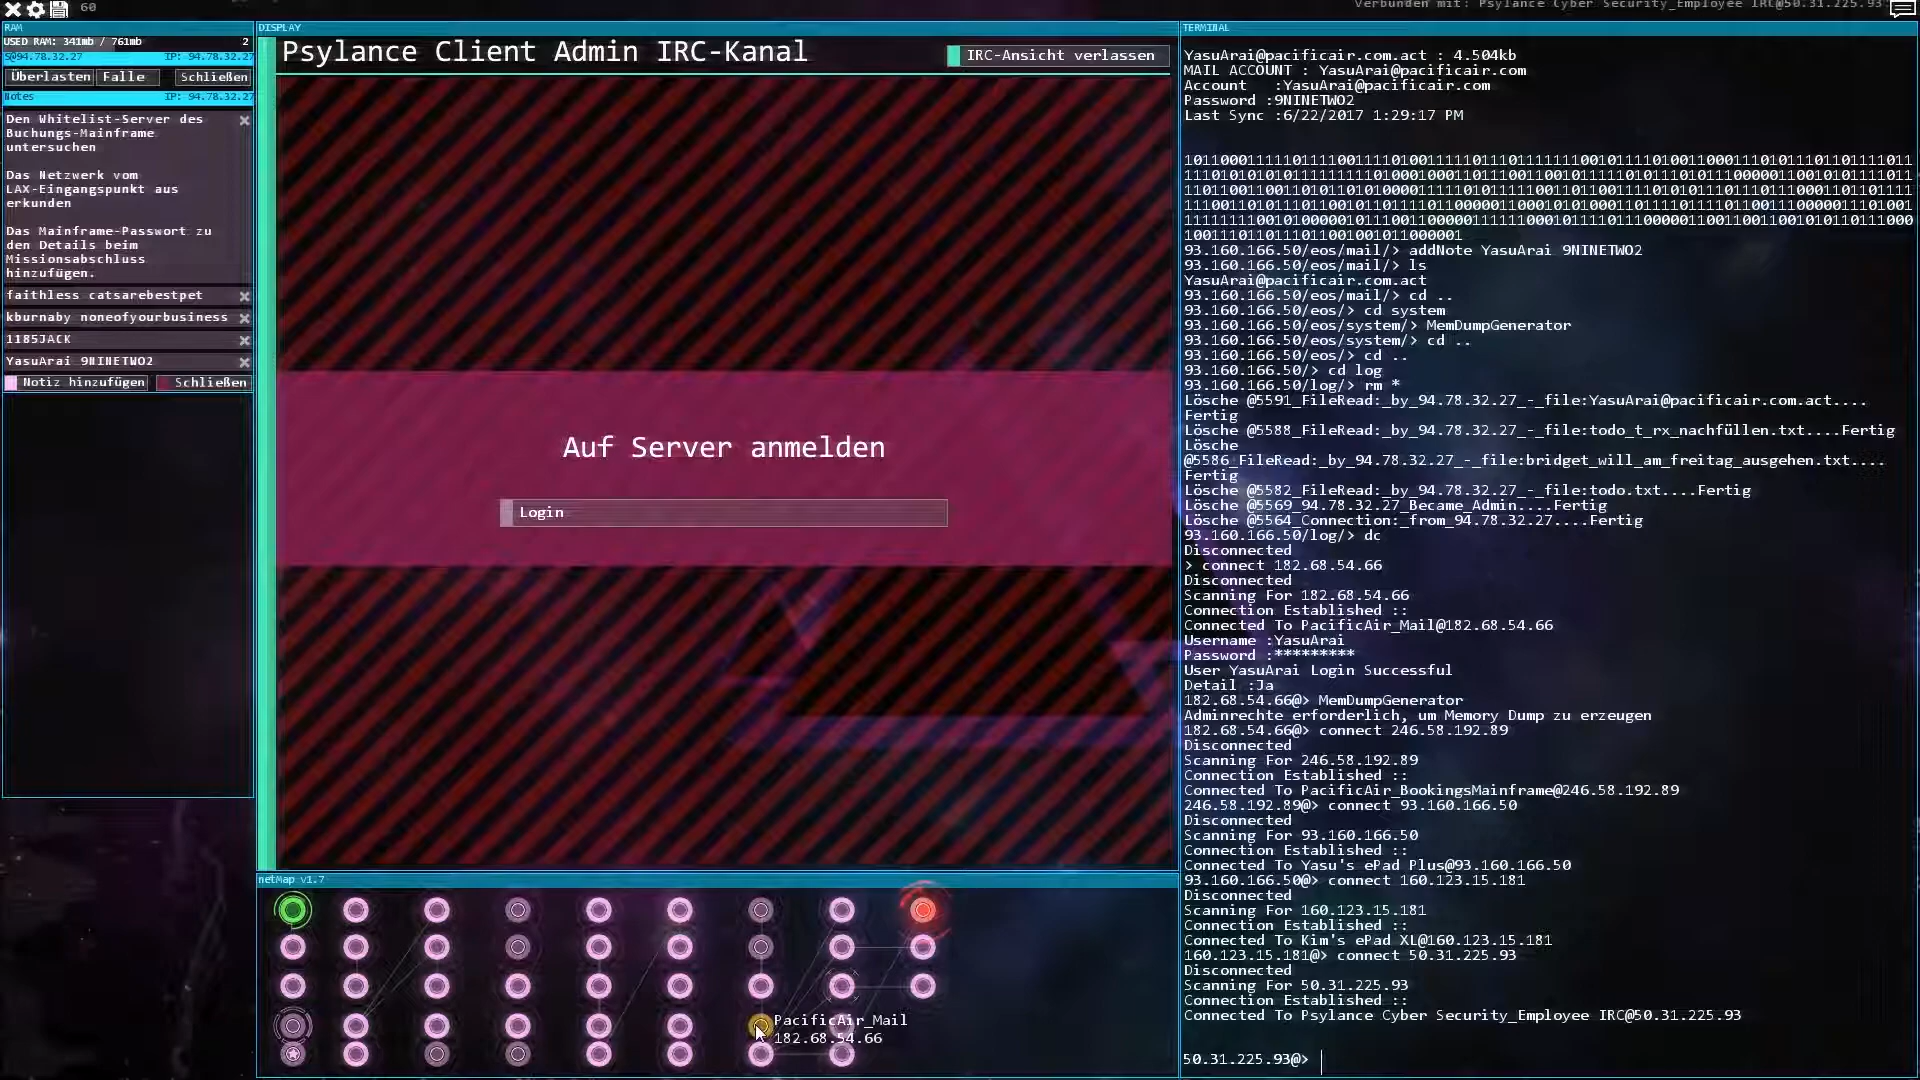 60
Verbunden mit: Psylance Cyber Security_Employee IRC@50.31.225.93
RAM
USED RAM: 341mb / 761mb
2
S@94.78.32.27
IP: 94.78.32.27
Überlasten
Falle
Schließen
Notes
IP: 94.78.32.27
Den Whitelist-Server des
Buchungs-Mainframe
untersuchen
Das Netzwerk vom
LAX-Eingangspunkt aus
erkunden
Das Mainframe-Passwort zu
den Details beim
Missionsabschluss
hinzufügen.
faithless catsarebestpet
kburnaby noneofyourbusiness
1185JACK
YasuArai 9NINETWO2
Notiz hinzufügen
Schließen
DISPLAY
Psylance Client Admin IRC-Kanal
IRC-Ansicht verlassen
Auf Server anmelden
Login
netMap v1.7
PacificAir_Mail
182.68.54.66
TERMINAL
YasuArai@pacificair.com.act : 4.504kb
MAIL ACCOUNT : YasuArai@pacificair.com
Account   :YasuArai@pacificair.com
Password :9NINETWO2
Last Sync :6/22/2017 1:29:17 PM
93.160.166.50/eos/mail/> addNote YasuArai 9NINETWO2
93.160.166.50/eos/mail/> ls
YasuArai@pacificair.com.act
93.160.166.50/eos/mail/> cd ..
93.160.166.50/eos/> cd system
93.160.166.50/eos/system/> MemDumpGenerator
93.160.166.50/eos/system/> cd ..
93.160.166.50/eos/> cd ..
93.160.166.50/> cd log
93.160.166.50/log/> rm *
Lösche @5591_FileRead:_by_94.78.32.27_-_file:YasuArai@pacificair.com.act....
Fertig
Lösche @5588_FileRead:_by_94.78.32.27_-_file:todo_t_rx_nachfüllen.txt....Fertig
Lösche
@5586_FileRead:_by_94.78.32.27_-_file:bridget_will_am_freitag_ausgehen.txt....
Fertig
Lösche @5582_FileRead:_by_94.78.32.27_-_file:todo.txt....Fertig
Lösche @5569_94.78.32.27_Became_Admin....Fertig
Lösche @5564_Connection:_from_94.78.32.27....Fertig
93.160.166.50/log/> dc
Disconnected
> connect 182.68.54.66
Disconnected
Scanning For 182.68.54.66
Connection Established ::
Connected To PacificAir_Mail@182.68.54.66
Username :YasuArai
Password :*********
User YasuArai Login Successful
Detail :Ja
182.68.54.66@> MemDumpGenerator
Adminrechte erforderlich, um Memory Dump zu erzeugen
182.68.54.66@> connect 246.58.192.89
Disconnected
Scanning For 246.58.192.89
Connection Established ::
Connected To PacificAir_BookingsMainframe@246.58.192.89
246.58.192.89@> connect 93.160.166.50
Disconnected
Scanning For 93.160.166.50
Connection Established ::
Connected To Yasu's ePad Plus@93.160.166.50
93.160.166.50@> connect 160.123.15.181
Disconnected
Scanning For 160.123.15.181
Connection Established ::
Connected To Kim's ePad XL@160.123.15.181
160.123.15.181@> connect 50.31.225.93
Disconnected
Scanning For 50.31.225.93
Connection Established ::
Connected To Psylance Cyber Security_Employee IRC@50.31.225.93
50.31.225.93@>